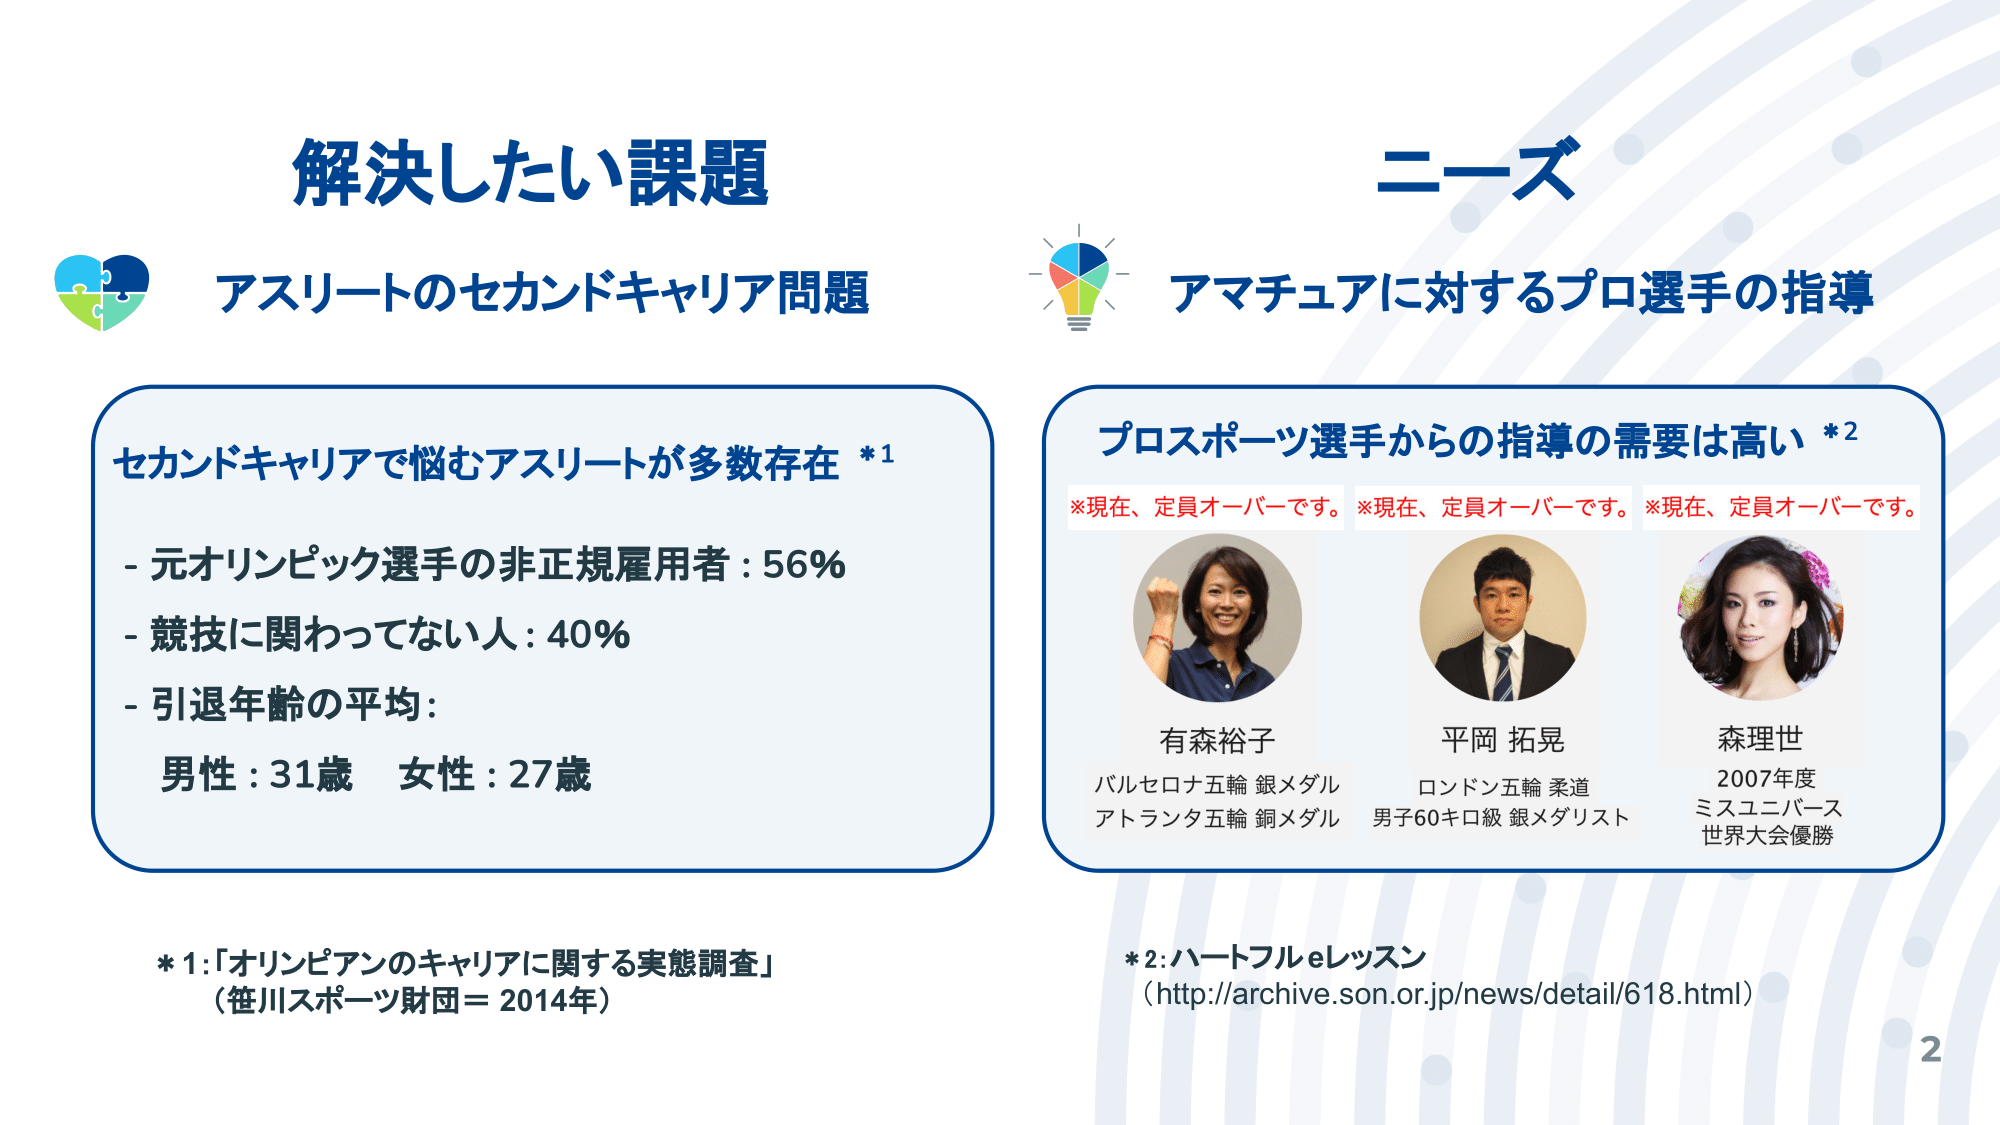 解決したい課題
アスリートのセカンドキャリア問題
セカンドキャリアで悩むアスリートが多数存在 *1
- 元オリンピック選手の非正規雇用者 : 56%
- 競技に関わってない人 : 40%
- 引退年齢の平均:
男性 : 31歳　女性 : 27歳
*1:「オリンピアンのキャリアに関する実態調査」
（笹川スポーツ財団＝ 2014年）
ニーズ
アマチュアに対するプロ選手の指導
プロスポーツ選手からの指導の需要は高い *2
※現在、定員オーバーです。
有森裕子
バルセロナ五輪 銀メダル
アトランタ五輪 銅メダル
※現在、定員オーバーです。
平岡 拓晃
ロンドン五輪 柔道
男子60キロ級 銀メダリスト
※現在、定員オーバーです。
森理世
2007年度
ミスユニバース
世界大会優勝
*2:ハートフルeレッスン
（http://archive.son.or.jp/news/detail/618.html）
2